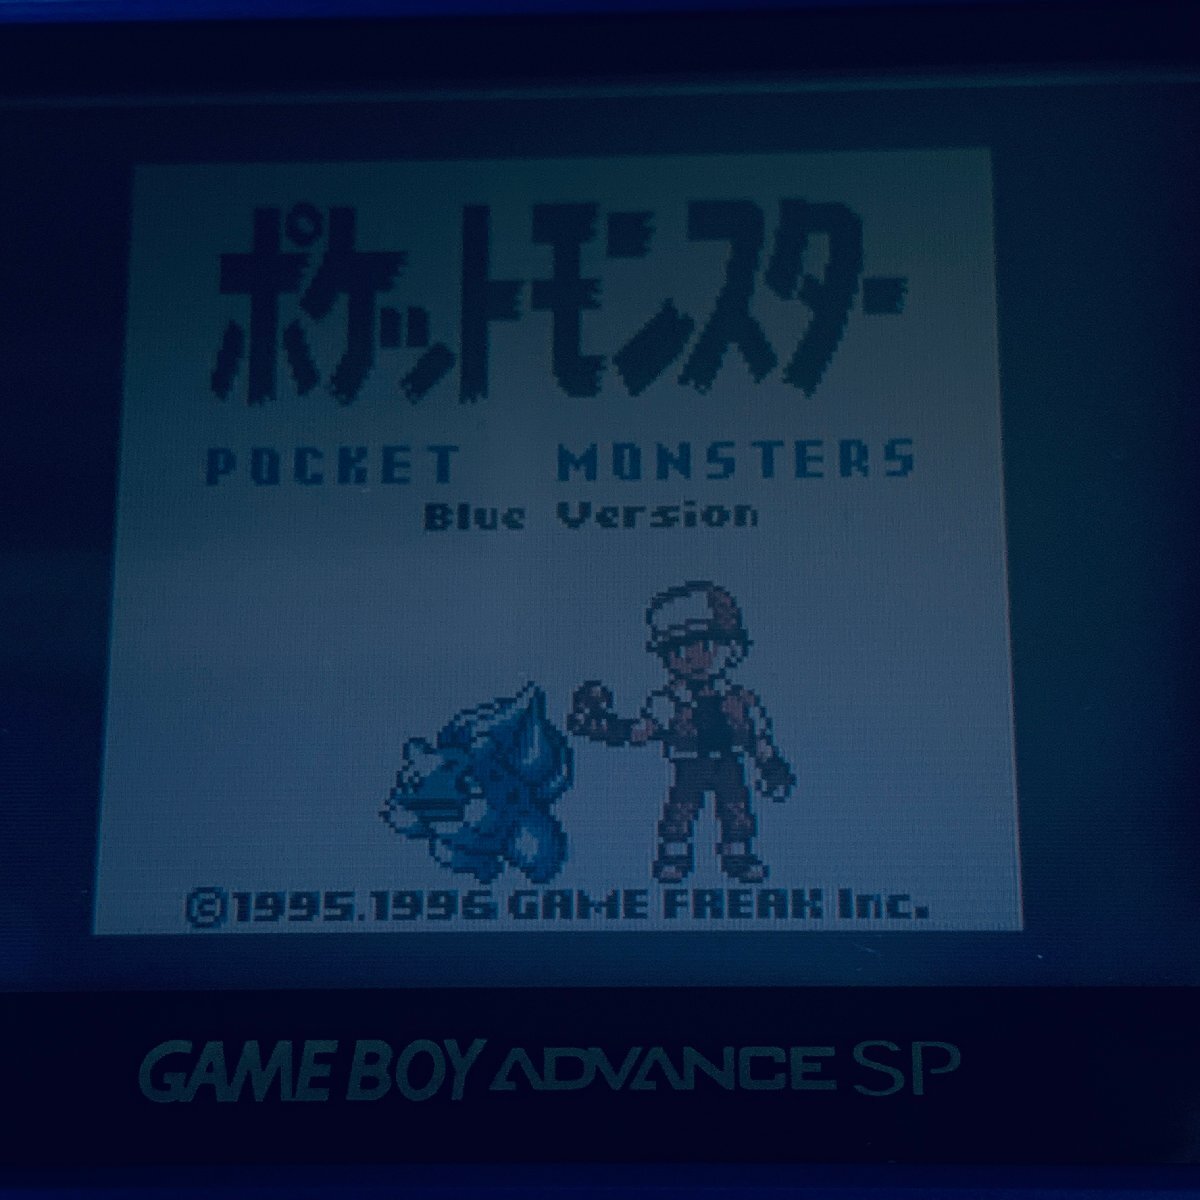 ポケットモンスター
POCKET MONSTERS
Blue Version
©1995.1996 GAME FREAK Inc.
GAME BOY ADVANCE SP